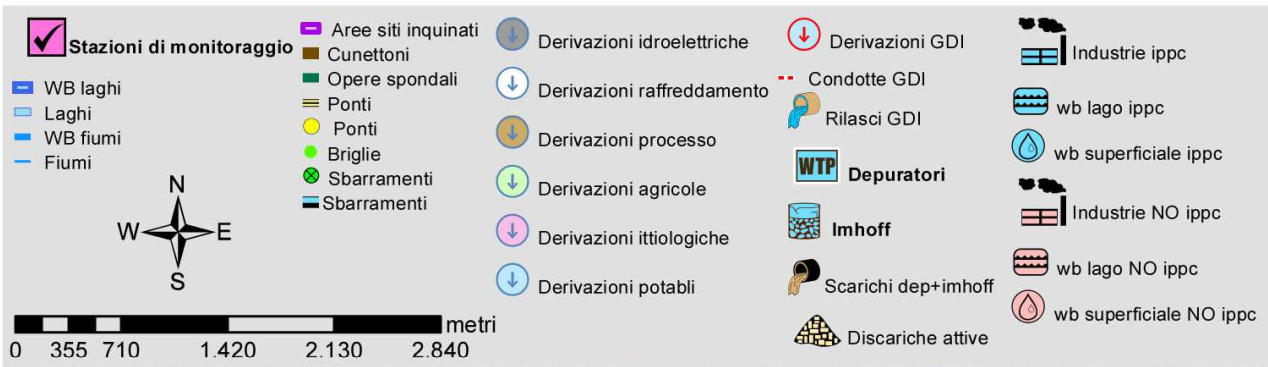 Stazioni di monitoraggio
WB laghi
Laghi
WB fiumi
Fiumi
N
W
E
S
metri
0
355
710
1.420
2.130
2.840
Aree siti inquinati
Cunettoni
Opere spondali
Ponti
Ponti
Briglie
Sbarramenti
Sbarramenti
Derivazioni idroelettriche
Derivazioni raffreddamento
Derivazioni processo
Derivazioni agricole
Derivazioni ittiologiche
Derivazioni potabli
Derivazioni GDI
Condotte GDI
Rilasci GDI
WTP
Depuratori
Imhoff
Scarichi dep+imhoff
Discariche attive
Industrie ippc
wb lago ippc
wb superficiale ippc
Industrie NO ippc
wb lago NO ippc
wb superficiale NO ippc